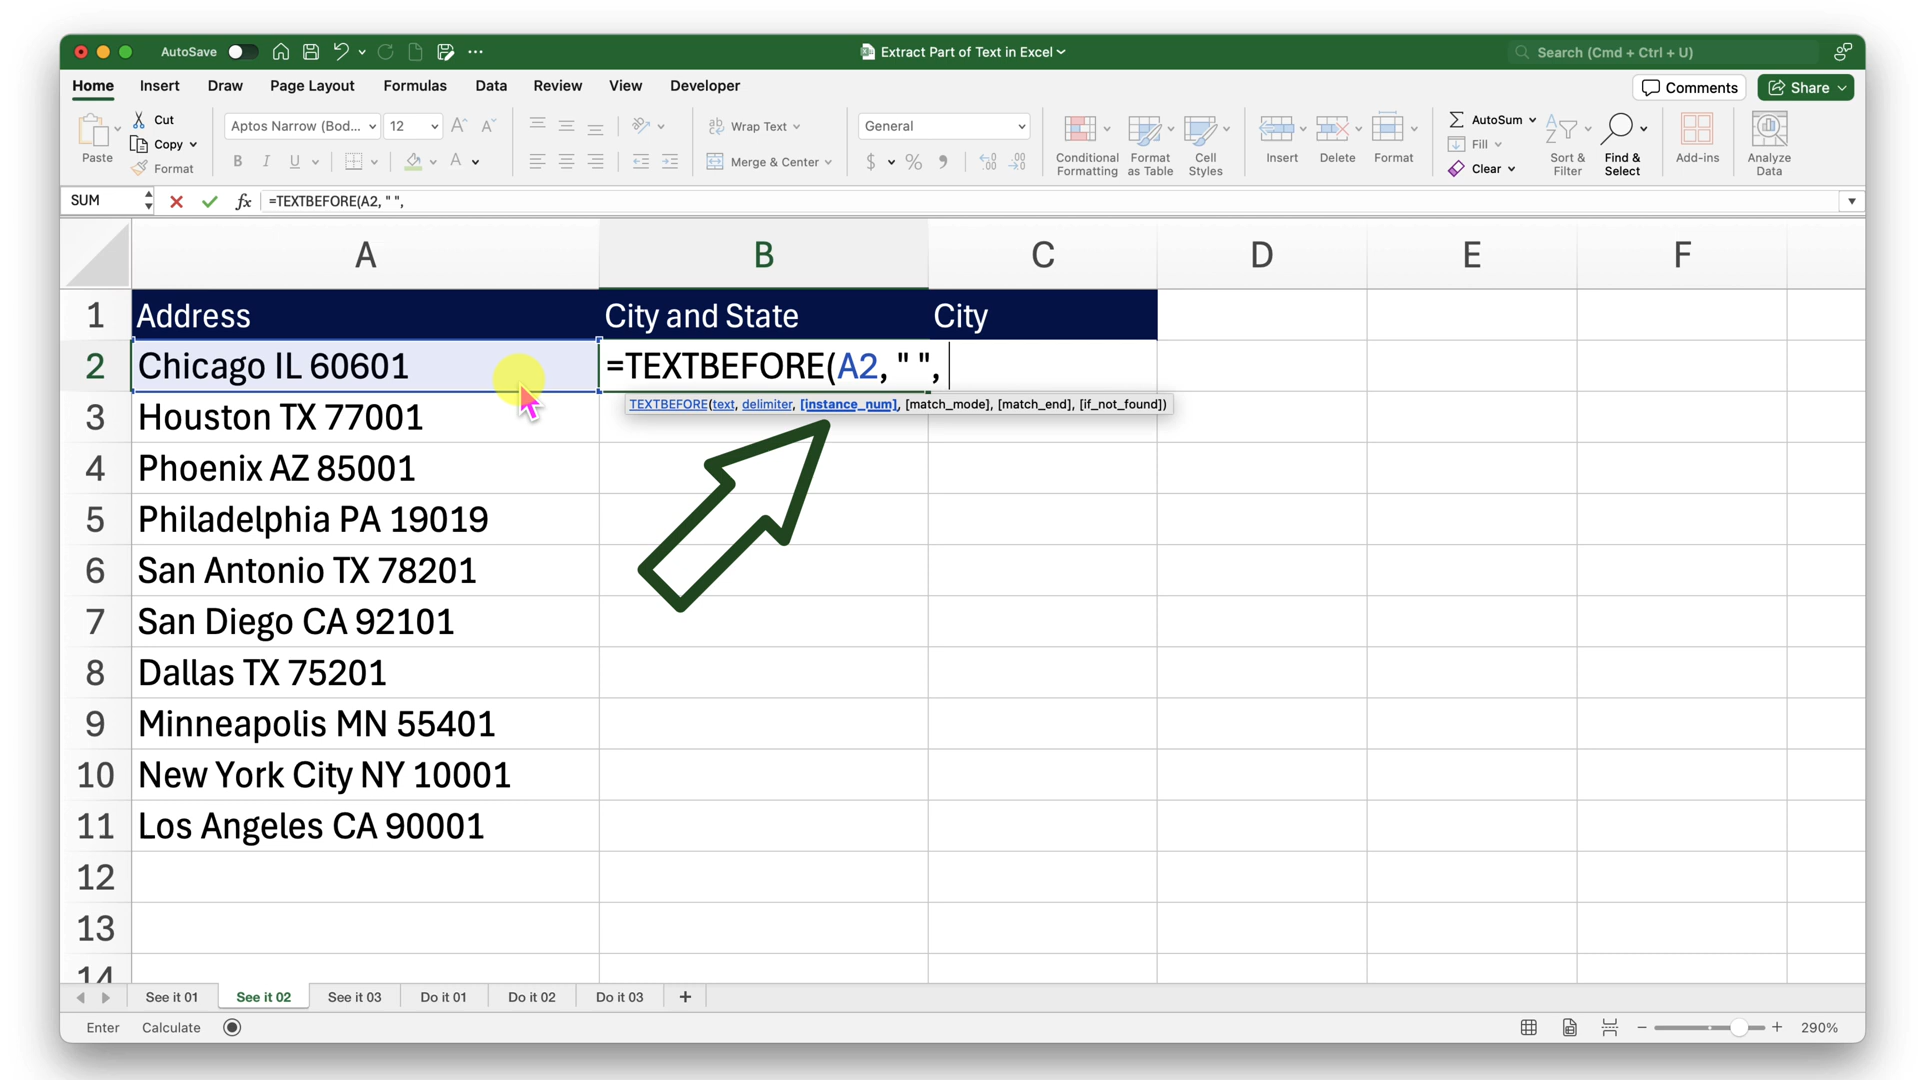 AutoSave
Extract Part of Text in Excel
Search (Cmd + Ctrl + U)
Home Insert Draw Page Layout Formulas Data Review View Developer
Comments Share
Paste
Cut
Copy
Format
Aptos Narrow (Bod... 12
B I U A
Wrap Text
Merge & Center
General
$ %
Conditional Formatting
Format as Table
Cell Styles
Insert Delete Format
AutoSum
Fill
Clear
Sort & Filter
Find & Select
Add-ins
Analyze Data
SUM fx =TEXTBEFORE(A2, " ",
A B C D E F
1 Address City and State City
2 Chicago IL 60601 =TEXTBEFORE(A2, " ",
TEXTBEFORE(text, delimiter, [instance_num], [match_mode], [match_end], [if_not_found])
3 Houston TX 77001
4 Phoenix AZ 85001
5 Philadelphia PA 19019
6 San Antonio TX 78201
7 San Diego CA 92101
8 Dallas TX 75201
9 Minneapolis MN 55401
10 New York City NY 10001
11 Los Angeles CA 90001
12
13
14
See it 01 See it 02 See it 03 Do it 01 Do it 02 Do it 03 +
Enter Calculate 290%